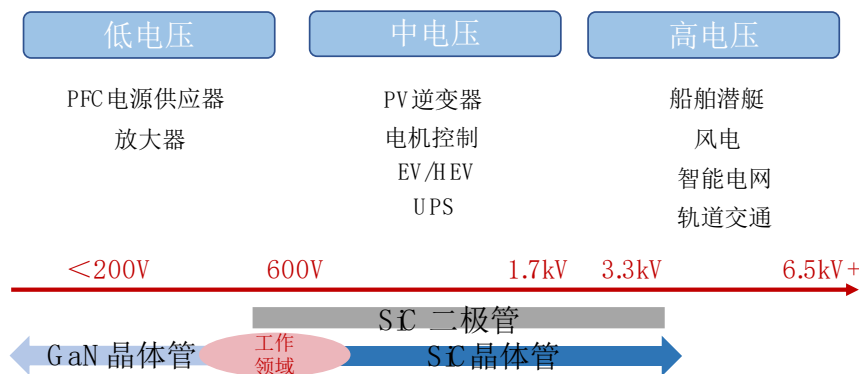 低电压
中电压
高电压
PFC电源供应器
放大器
PV逆变器
电机控制
EV/HEV
UPS
船舶潜艇
风电
智能电网
轨道交通
＜200V
600V
1.7kV
3.3kV
6.5kV+
SiC 二极管
GaN 晶体管
工作
领域
SiC晶体管